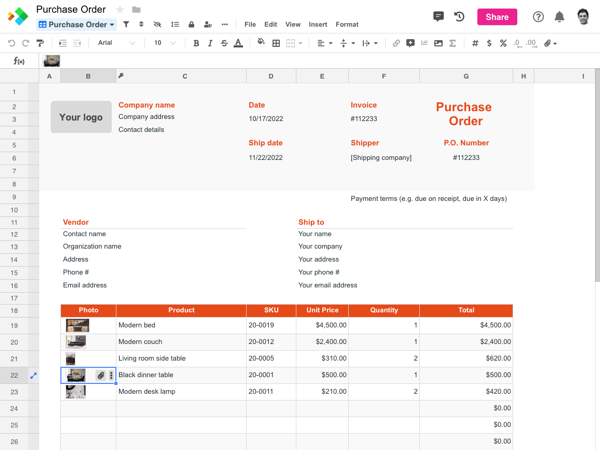 Purchase Order
Purchase Order
File Edit View Insert Format
Share
Arial 10 B I S A Σ # $ % .0 .00
f(x)
A B C D E F G H I
1
2 Company name Date Invoice Purchase Order
3 Your logo Company address 10/17/2022 #112233
4 Contact details
5 Ship date Shipper P.O. Number
6 11/22/2022 [Shipping company] #112233
7
8
9 Payment terms (e.g. due on receipt, due in X days)
10
11 Vendor Ship to
12 Contact name Your name
13 Organization name Your company
14 Address Your address
15 Phone # Your phone #
16 Email address Your email address
17
18 Photo Product SKU Unit Price Quantity Total
19 Modern bed 20-0019 $4,500.00 1 $4,500.00
20 Modern couch 20-0012 $2,400.00 1 $2,400.00
21 Living room side table 20-0005 $310.00 2 $620.00
22 Black dinner table 20-0001 $500.00 1 $500.00
23 Modern desk lamp 20-0011 $210.00 2 $420.00
24 $0.00
25 $0.00
26 $0.00